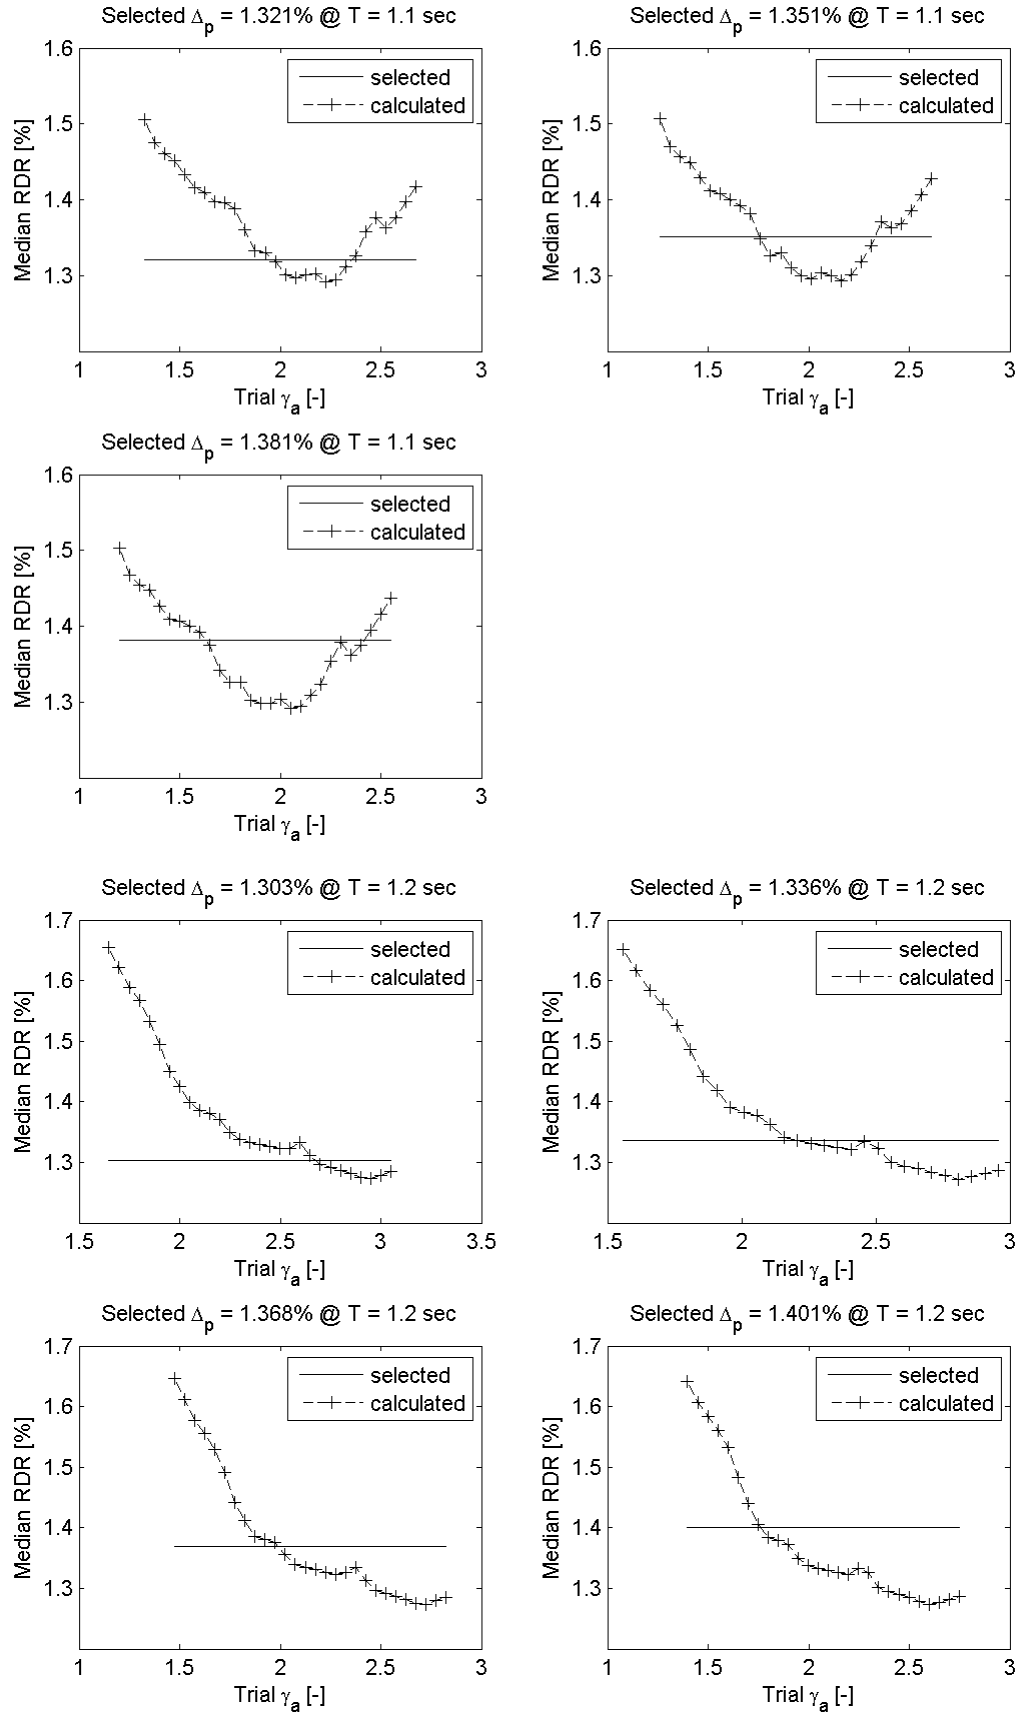 Selected Δp = 1.321% @ T = 1.1 sec
1.6
1.5
1.4
1.3
Median RDR [%]
selected
calculated
1
1.5
2
2.5
3
Trial γa [-]
Selected Δp = 1.351% @ T = 1.1 sec
1.6
1.5
1.4
1.3
Median RDR [%]
selected
calculated
1
1.5
2
2.5
3
Trial γa [-]
Selected Δp = 1.381% @ T = 1.1 sec
1.6
1.5
1.4
1.3
Median RDR [%]
selected
calculated
1
1.5
2
2.5
3
Trial γa [-]
Selected Δp = 1.303% @ T = 1.2 sec
1.7
1.6
1.5
1.4
1.3
Median RDR [%]
selected
calculated
1.5
2
2.5
3
3.5
Trial γa [-]
Selected Δp = 1.336% @ T = 1.2 sec
1.7
1.6
1.5
1.4
1.3
Median RDR [%]
selected
calculated
1.5
2
2.5
3
Trial γa [-]
Selected Δp = 1.368% @ T = 1.2 sec
1.7
1.6
1.5
1.4
1.3
Median RDR [%]
selected
calculated
1
1.5
2
2.5
3
Trial γa [-]
Selected Δp = 1.401% @ T = 1.2 sec
1.7
1.6
1.5
1.4
1.3
Median RDR [%]
selected
calculated
1
1.5
2
2.5
3
Trial γa [-]